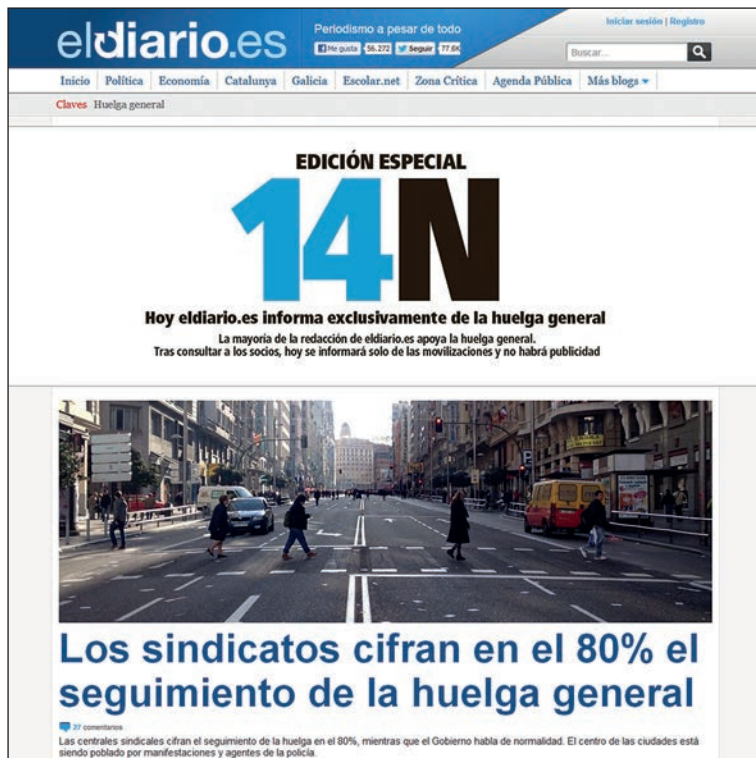 eldiario.es
Periodismo a pesar de todo
Me gusta 56.272 Seguir 77.6K
Iniciar sesión | Registro
Buscar...
Inicio Política Economía Catalunya Galicia Escolar.net Zona Crítica Agenda Pública Más blogs
Claves Huelga general
EDICIÓN ESPECIAL
14N
Hoy eldiario.es informa exclusivamente de la huelga general
La mayoría de la redacción de eldiario.es apoya la huelga general.
Tras consultar a los socios, hoy se informará solo de las movilizaciones y no habrá publicidad
Los sindicatos cifran en el 80% el
seguimiento de la huelga general
27 comentarios
Las centrales sindicales cifran el seguimiento de la huelga en el 80%, mientras que el Gobierno habla de normalidad. El centro de las ciudades está
siendo poblado por manifestaciones y agentes de la policía.